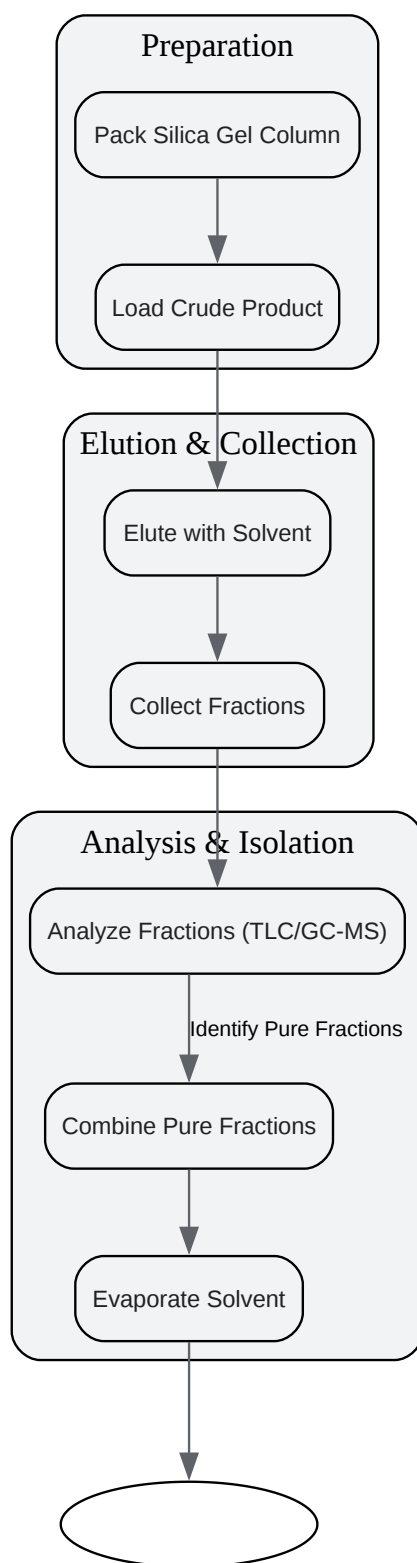 Preparation
Pack Silica Gel Column
Load Crude Product
Elution & Collection
Elute with Solvent
Collect Fractions
Analysis & Isolation
Analyze Fractions (TLC/GC-MS)
Identify Pure Fractions
Combine Pure Fractions
Evaporate Solvent